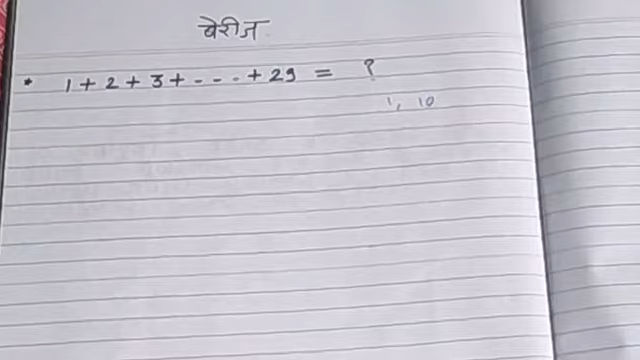 बेरीज
* 1 + 2 + 3 + - - - + 29 = ?
1, 10